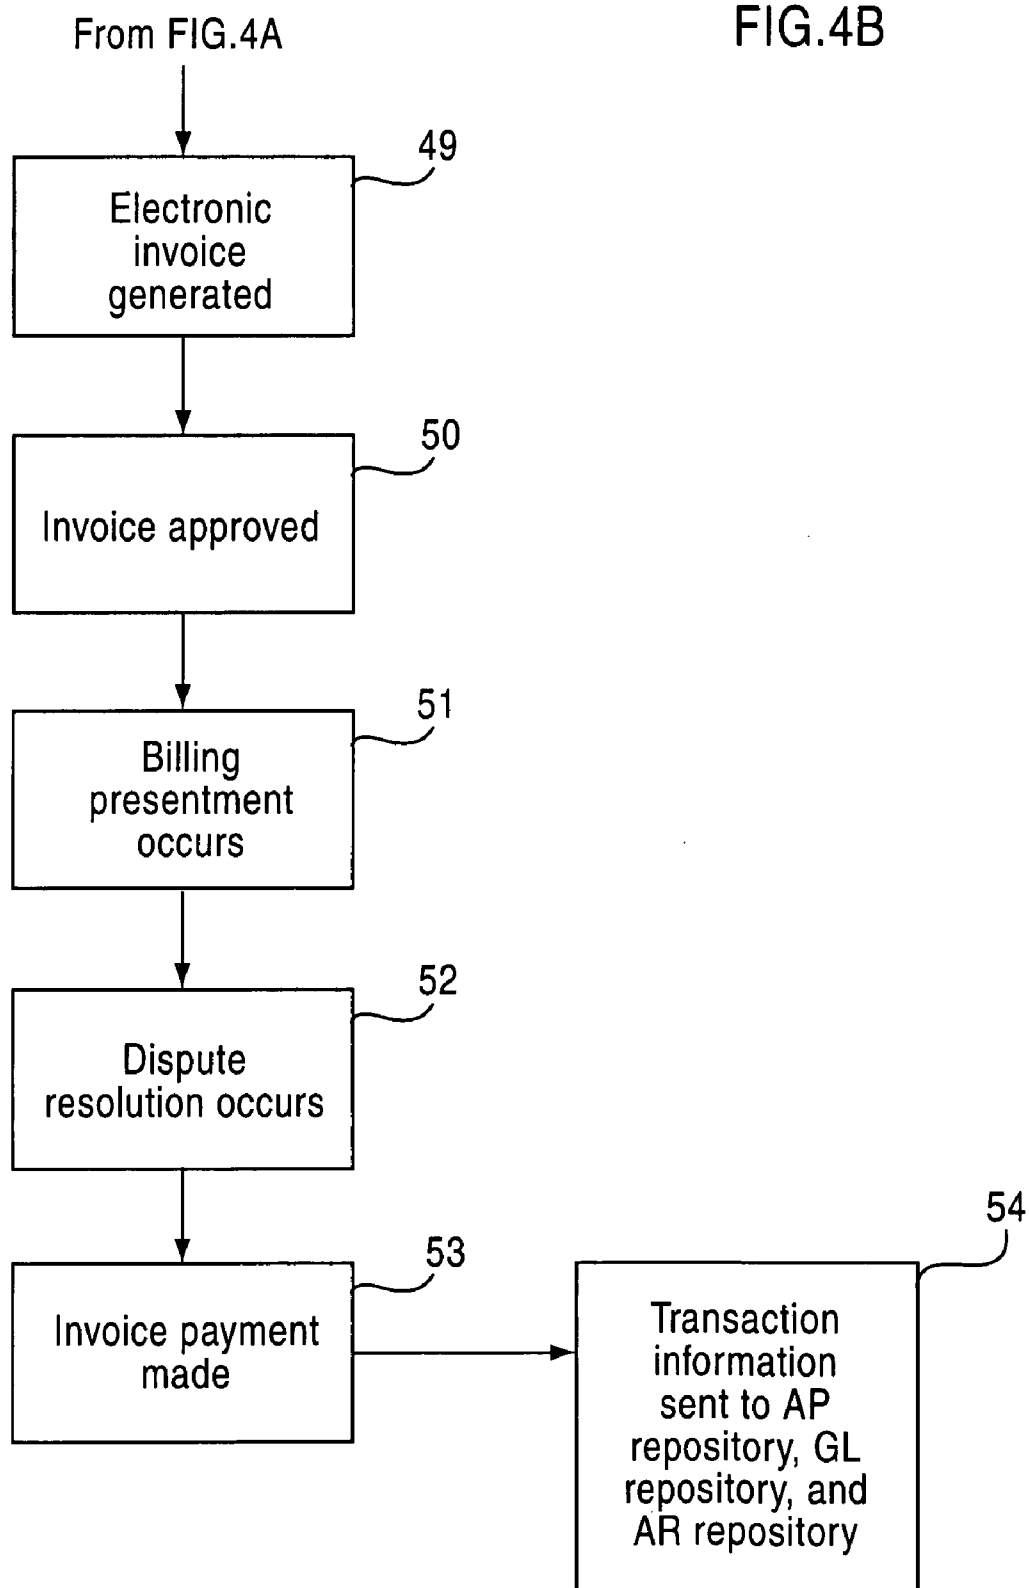 From FIG.4A
FIG.4B
49
Electronic
invoice
generated
50
Invoice approved
51
Billing
presentment
occurs
52
Dispute
resolution occurs
53
Invoice payment
made
54
Transaction
information
sent to AP
repository, GL
repository, and
AR repository